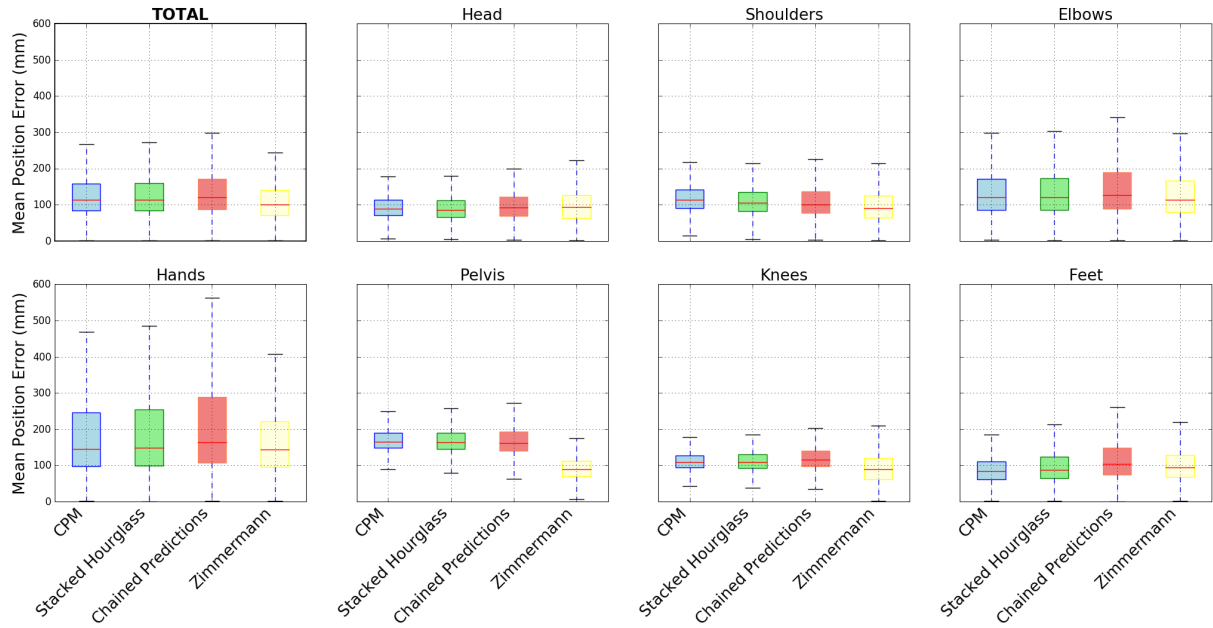 TOTAL
Head
Shoulders
Elbows
Mean Position Error (mm)
600
500
400
300
200
100
0
Hands
Pelvis
Knees
Feet
Mean Position Error (mm)
600
500
400
300
200
100
0
CPM
Stacked Hourglass
Chained Predictions
Zimmermann
CPM
Stacked Hourglass
Chained Predictions
Zimmermann
CPM
Stacked Hourglass
Chained Predictions
Zimmermann
CPM
Stacked Hourglass
Chained Predictions
Zimmermann